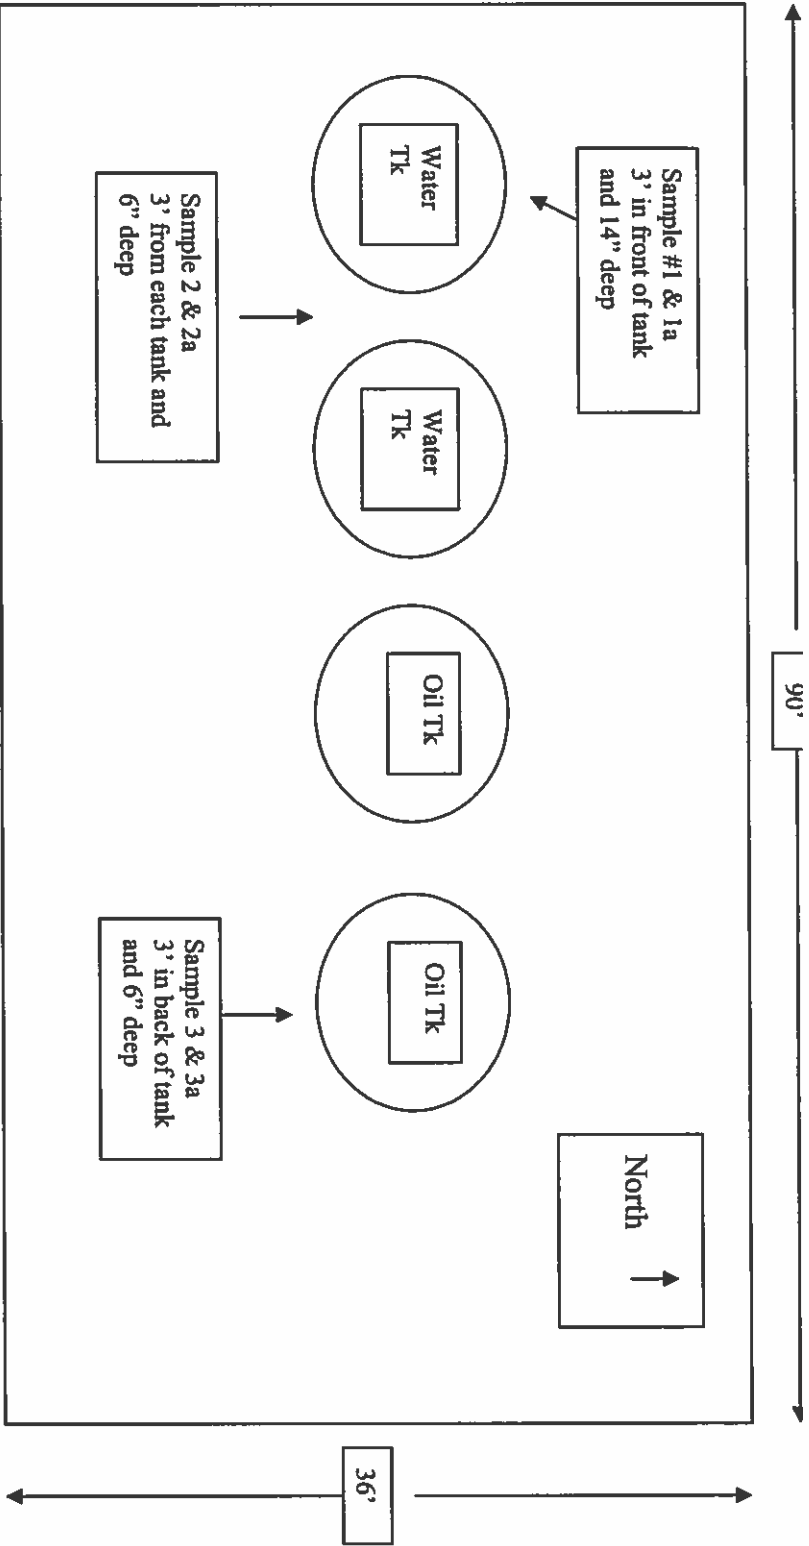 90'
Sample #1 & 1a
3' in front of tank
and 14” deep
North
Water
Tk
Water
Tk
Oil Tk
Oil Tk
36'
Sample 2 & 2a
3' from each tank and
6” deep
Sample 3 & 3a
3' in back of tank
and 6” deep